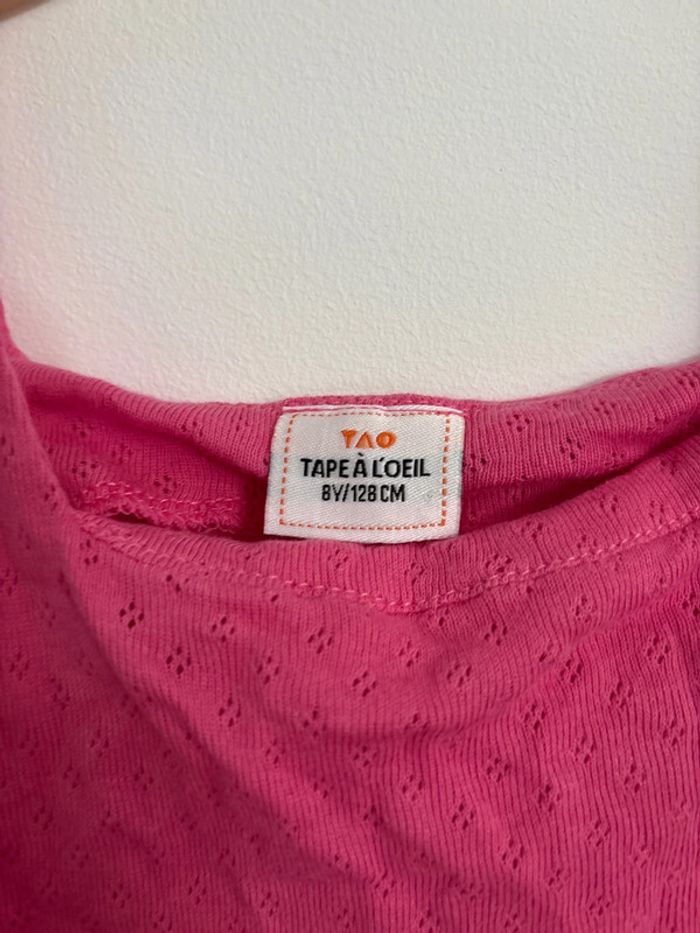 TAO
TAPE À L'OEIL
8Y/128 CM